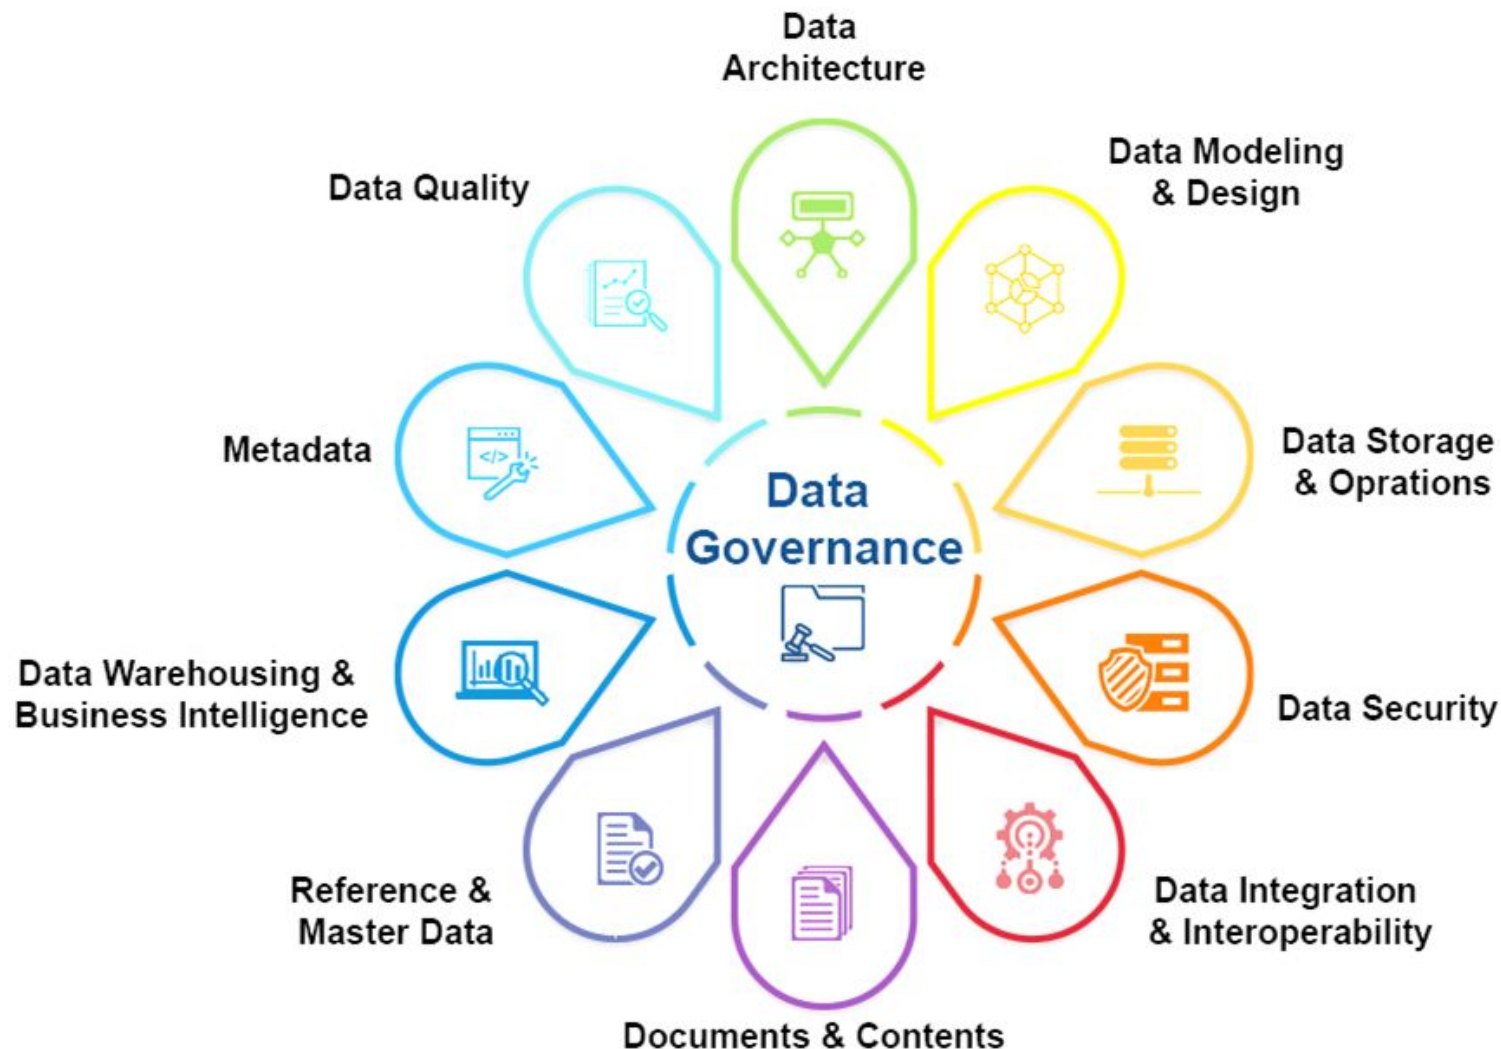 Data
Architecture
Data Modeling
& Design
Data Quality
Data Storage
& Oprations
Metadata
Data
Governance
</>
Data Security
Data Warehousing &
Business Intelligence
Data Integration
& Interoperability
Reference &
Master Data
Documents & Contents